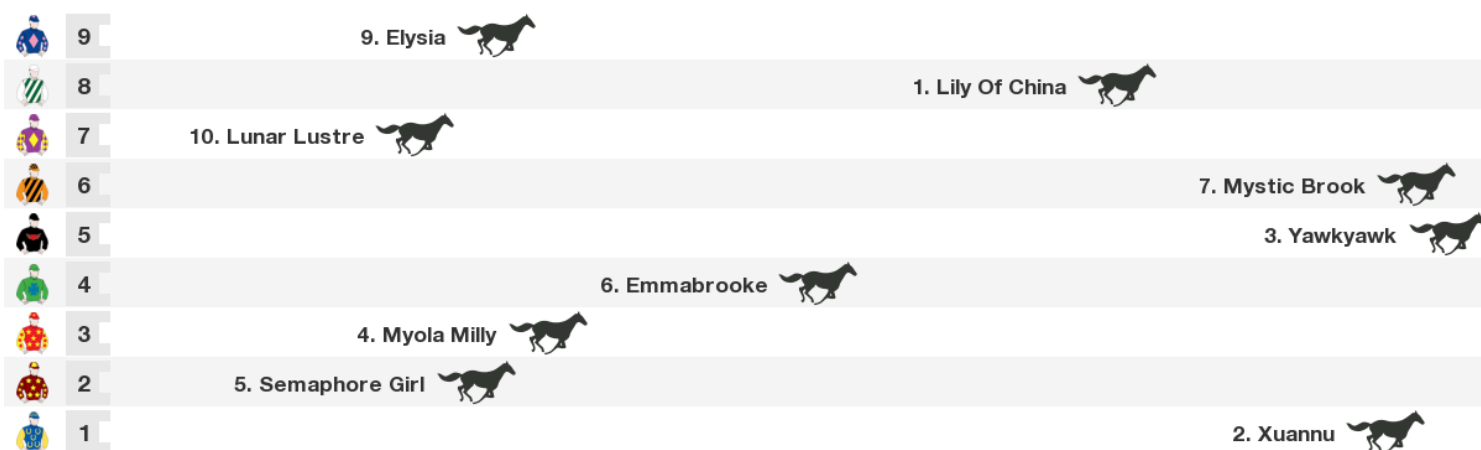 9 9. Elysia
8 1. Lily Of China
7 10. Lunar Lustre
6 7. Mystic Brook
5 3. Yawkyawk
4 6. Emmabrooke
3 4. Myola Milly
2 5. Semaphore Girl
1 2. Xuannu